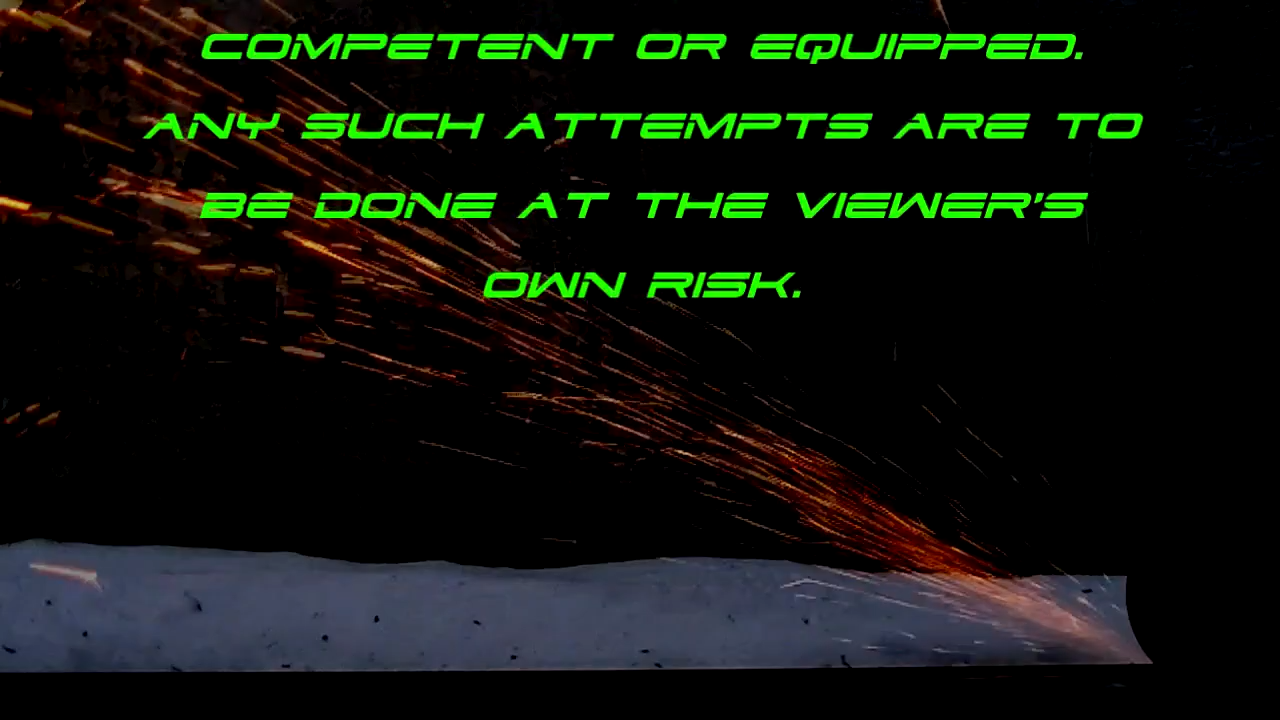 COMPETENT OR EQUIPPED.
ANY SUCH ATTEMPTS ARE TO
BE DONE AT THE VIEWER'S
OWN RISK.